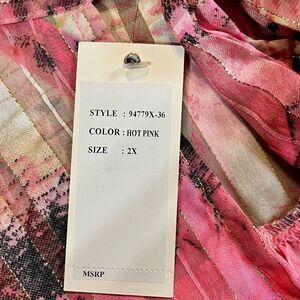 STYLE : 94779X-36
COLOR : HOT PINK
SIZE : 2X
MSRP